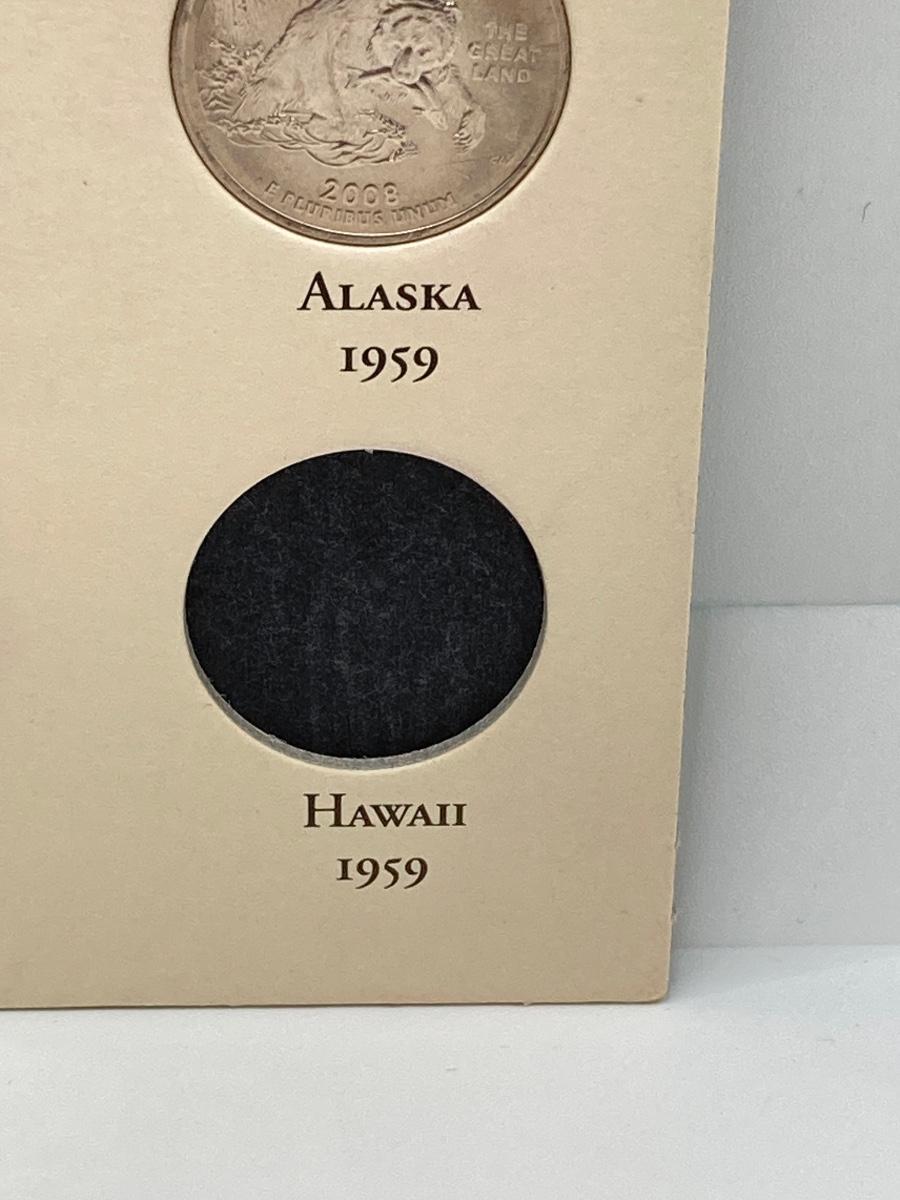 THE
GREAT
LAND
2008
E PLURIBUS UNUM
ALASKA
1959
HAWAII
1959